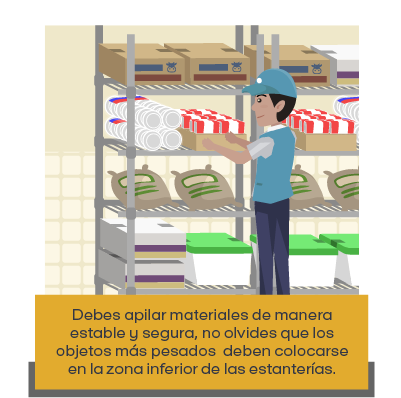 Debes apilar materiales de manera
estable y segura, no olvides que los
objetos más pesados deben colocarse
en la zona inferior de las estanterías.